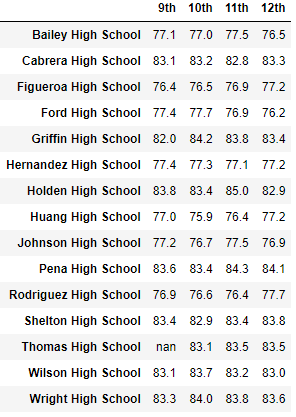 9th 10th 11th 12th
Bailey High School 77.1 77.0 77.5 76.5
Cabrera High School 83.1 83.2 82.8 83.3
Figueroa High School 76.4 76.5 76.9 77.2
Ford High School 77.4 77.7 76.9 76.2
Griffin High School 82.0 84.2 83.8 83.4
Hernandez High School 77.4 77.3 77.1 77.2
Holden High School 83.8 83.4 85.0 82.9
Huang High School 77.0 75.9 76.4 77.2
Johnson High School 77.2 76.7 77.5 76.9
Pena High School 83.6 83.4 84.3 84.1
Rodriguez High School 76.9 76.6 76.4 77.7
Shelton High School 83.4 82.9 83.4 83.8
Thomas High School nan 83.1 83.5 83.5
Wilson High School 83.1 83.7 83.2 83.0
Wright High School 83.3 84.0 83.8 83.6